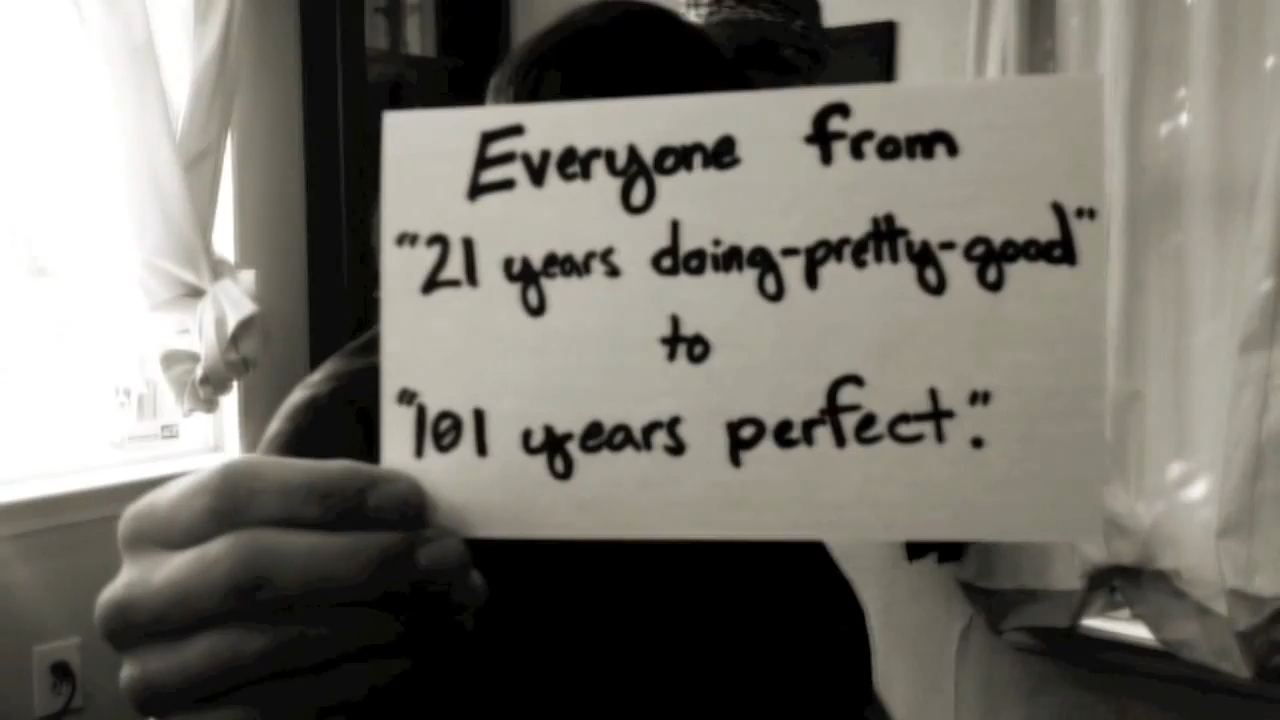 Everyone from
"21 years doing-pretty-good"
to
"101 years perfect."